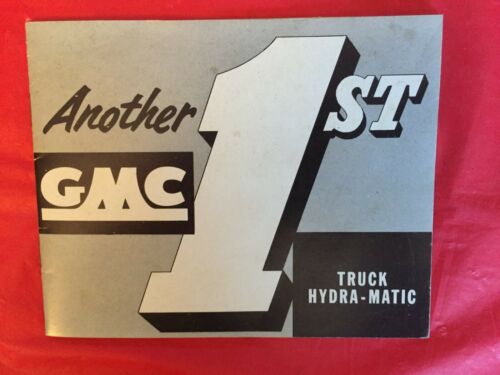 Another 1ST
GMC
TRUCK
HYDRA-MATIC